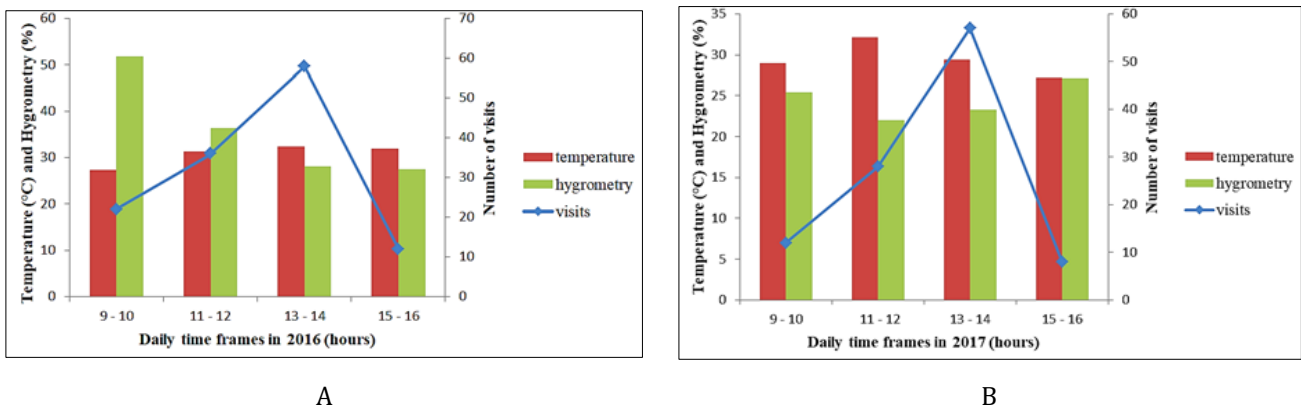 60
50
40
30
20
10
0
Temperature (°C) and Hygrometry (%)
70
60
50
40
30
20
10
0
Number of visits
temperature
hygrometry
visits
9 - 10
11 - 12
13 - 14
15 - 16
Daily time frames in 2016 (hours)
A
35
30
25
20
15
10
5
0
Temperature (°C) and Hygrometry (%)
60
50
40
30
20
10
0
Number of visits
temperature
hygrometry
visits
9 - 10
11 - 12
13 - 14
15 - 16
Daily time frames in 2017 (hours)
B